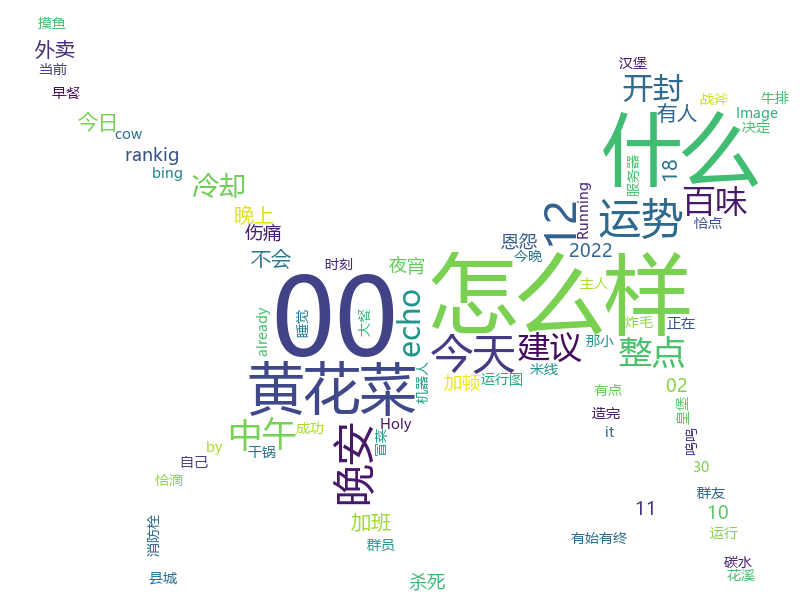 摸鱼
外卖
当前
早餐
今日
cow
rankig
bing
冷却
晚上
伤痛
不会
时刻
夜宵
already
00
睡觉
大餐
echo
黄花菜
机器人
中午
成功
干锅
by
自己
恰滴
晚安
冒菜
Holy
加班
群员
消防栓
县城
杀死
汉堡
开封
有人
战斧
牛排
Image
决定
什么
服务器
18
百味
恰点
运势
12
Running
恩怨
今晚
2022
怎么样
主人
炸毛
正在
今天
建议
那小
整点
加顿
运行图
米线
有点
02
皇堡
造完
it
呜呜
30
群友
11
10
运行
有始有终
碳水
花溪